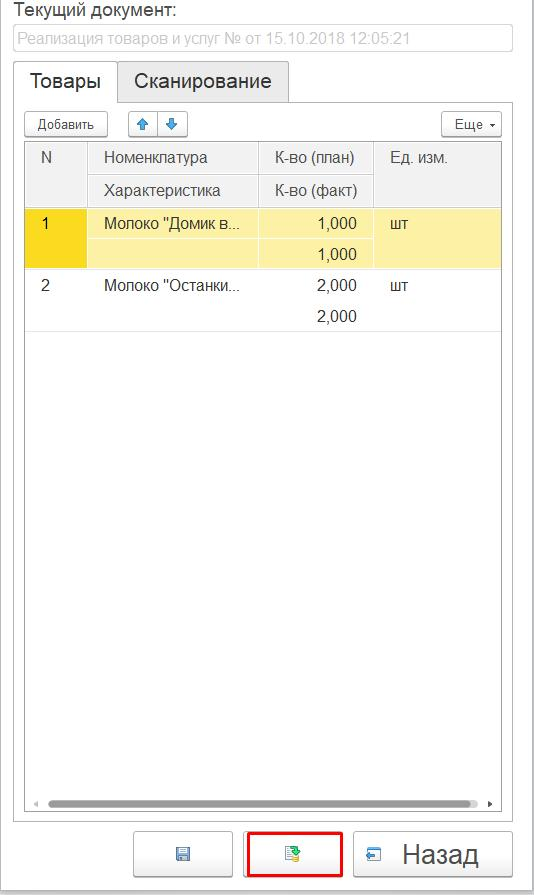 Текущий документ:
Реализация товаров и услуг № от 15.10.2018 12:05:21
Товары Сканирование
Добавить Еще
N Номенклатура К-во (план) Ед. изм.
Характеристика К-во (факт)
1 Молоко "Домик в... 1,000 шт
1,000
2 Молоко "Останки... 2,000 шт
2,000
Назад